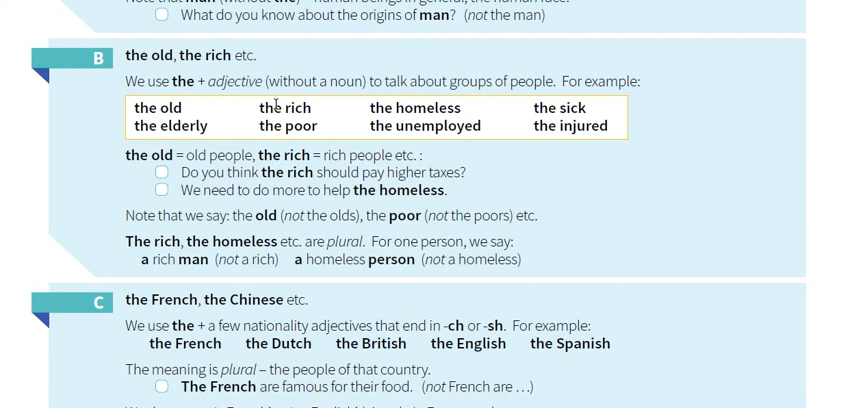 What do you know about the origins of man? (not the man)
B
the old, the rich etc.
We use the + adjective (without a noun) to talk about groups of people. For example:
the old the rich the homeless the sick
the elderly the poor the unemployed the injured
the old = old people, the rich = rich people etc. :
Do you think the rich should pay higher taxes?
We need to do more to help the homeless.
Note that we say: the old (not the olds), the poor (not the poors) etc.
The rich, the homeless etc. are plural. For one person, we say:
a rich man (not a rich) a homeless person (not a homeless)
C
the French, the Chinese etc.
We use the + a few nationality adjectives that end in -ch or -sh. For example:
the French the Dutch the British the English the Spanish
The meaning is plural – the people of that country.
The French are famous for their food. (not French are …)